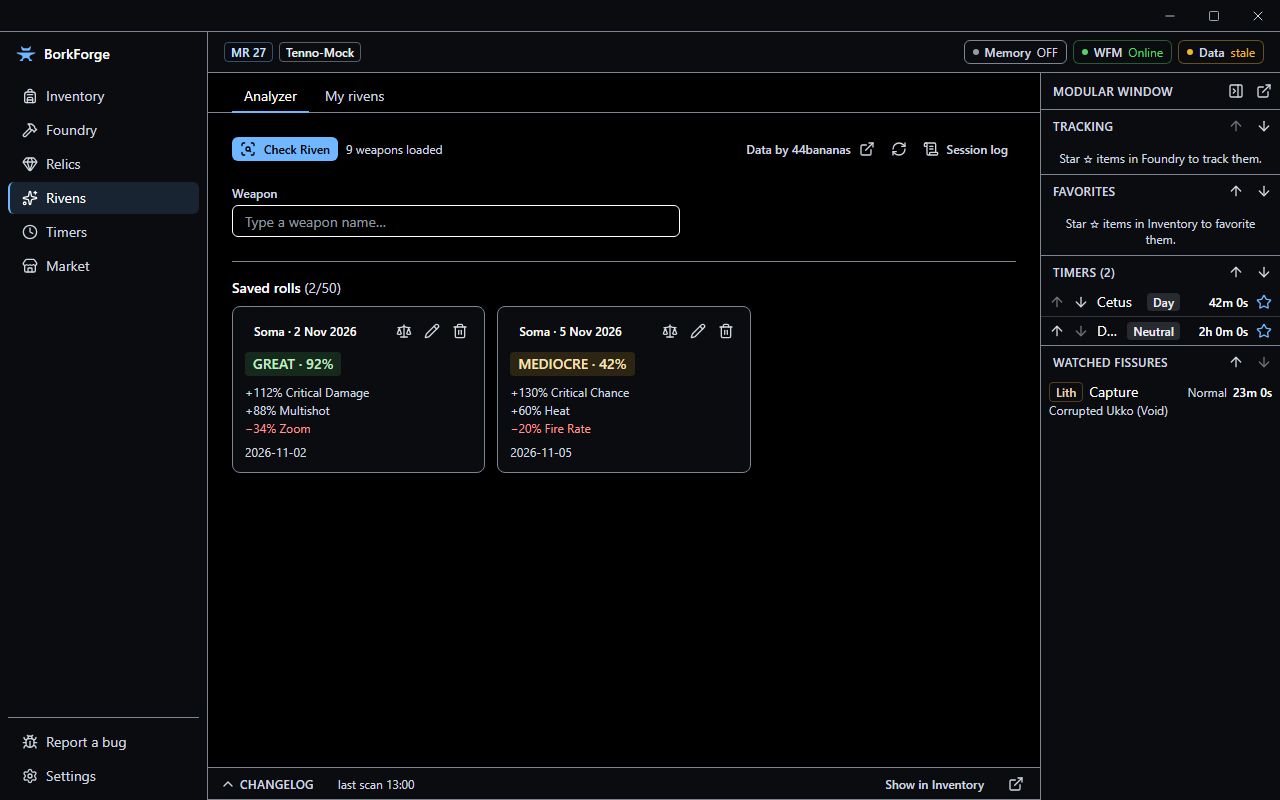 BorkForge
Inventory
Foundry
Relics
Rivens
Timers
Market
Report a bug
Settings
MR 27
Tenno-Mock
Memory OFF
WFM Online
Data stale
Analyzer
My rivens
Check Riven
9 weapons loaded
Data by 44bananas
Session log
Weapon
Type a weapon name...
Saved rolls (2/50)
Soma · 2 Nov 2026
GREAT · 92%
+112% Critical Damage
+88% Multishot
−34% Zoom
2026-11-02
Soma · 5 Nov 2026
MEDIOCRE · 42%
+130% Critical Chance
+60% Heat
−20% Fire Rate
2026-11-05
CHANGELOG
last scan 13:00
Show in Inventory
MODULAR WINDOW
TRACKING
Star ☆ items in Foundry to track them.
FAVORITES
Star ☆ items in Inventory to favorite
them.
TIMERS (2)
Cetus Day 42m 0s
D... Neutral 2h 0m 0s
WATCHED FISSURES
Lith Capture Normal 23m 0s
Corrupted Ukko (Void)